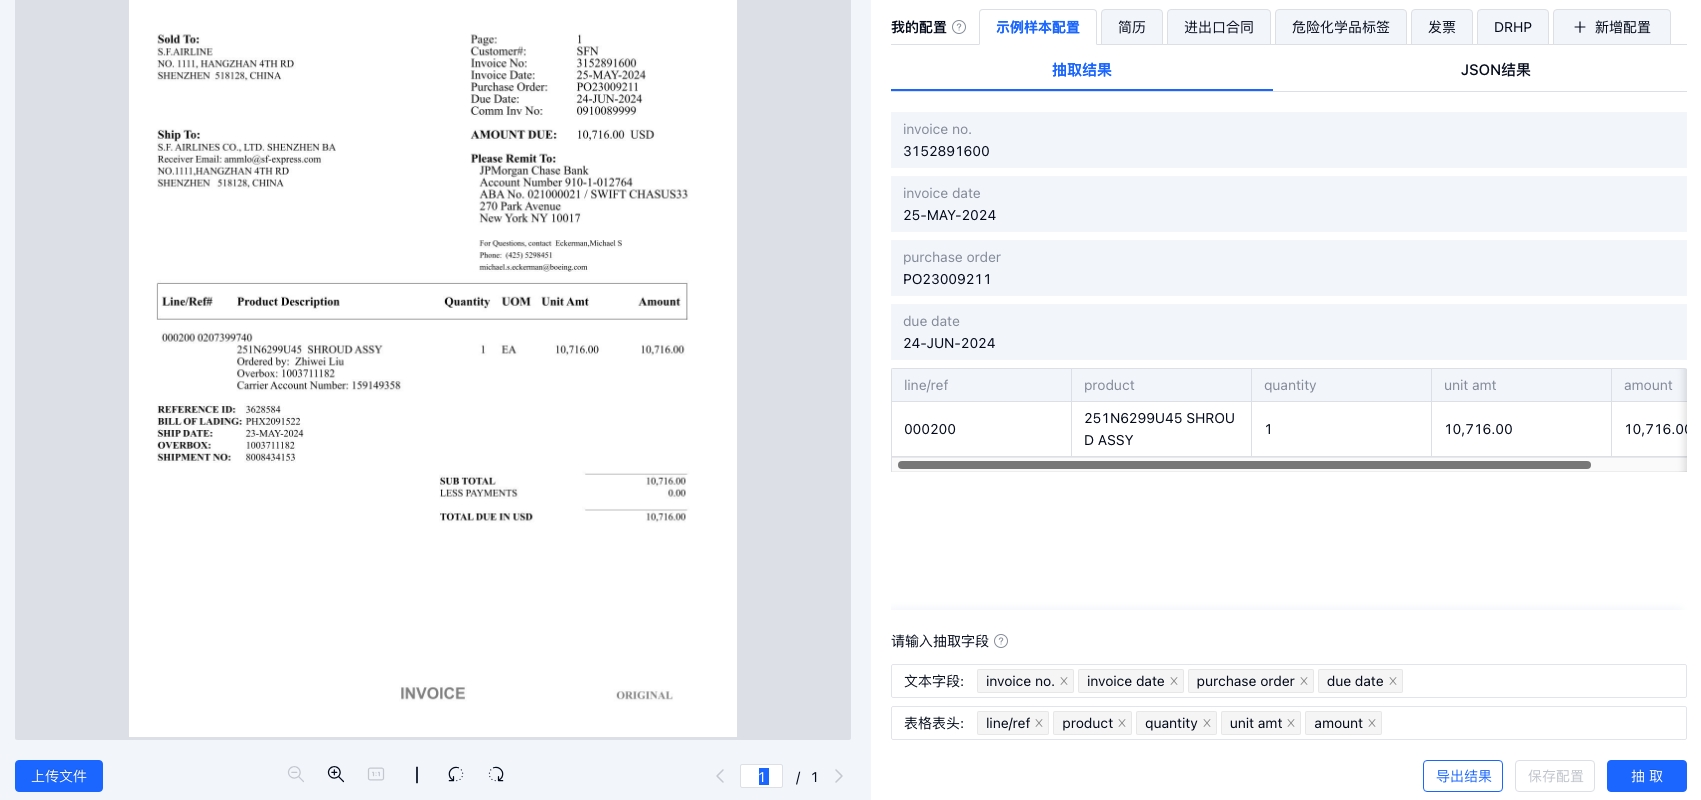 Sold To:
S.F.AIRLINE
NO. 1111, HANGZHAN 4TH RD
SHENZHEN 518128, CHINA
Page: 1
Customer#: SFN
Invoice No: 3152891600
Invoice Date: 25-MAY-2024
Purchase Order: PO23009211
Due Date: 24-JUN-2024
Comm Inv No: 0910089999
AMOUNT DUE: 10,716.00 USD
Ship To:
S.F. AIRLINES CO., LTD. SHENZHEN BA
Receiver Email: ammlo@sf-express.com
NO.1111,HANGZHAN 4TH RD
SHENZHEN 518128, CHINA
Please Remit To:
JPMorgan Chase Bank
Account Number 910-1-012764
ABA No. 021000021 / SWIFT CHASUS33
270 Park Avenue
New York NY 10017
For Questions, contact Eckerman,Michael S
Phone: (425) 5298451
michael.s.eckerman@boeing.com
Line/Ref# Product Description Quantity UOM Unit Amt Amount
000200 0207399740
251N6299U45 SHROUD ASSY 1 EA 10,716.00 10,716.00
Ordered by: Zhiwei Liu
Overbox: 1003711182
Carrier Account Number: 159149358
REFERENCE ID: 3628584
BILL OF LADING: PHX2091522
SHIP DATE: 23-MAY-2024
OVERBOX: 1003711182
SHIPMENT NO: 8008434153
SUB TOTAL 10,716.00
LESS PAYMENTS 0.00
TOTAL DUE IN USD 10,716.00
INVOICE ORIGINAL
上传文件
1:1
1 / 1
我的配置 ? 示例样本配置 简历 进出口合同 危险化学品标签 发票 DRHP + 新增配置
抽取结果 JSON结果
invoice no.
3152891600
invoice date
25-MAY-2024
purchase order
PO23009211
due date
24-JUN-2024
line/ref product quantity unit amt amount
000200 251N6299U45 SHROU 1 10,716.00 10,716.00
D ASSY
请输入抽取字段 ?
文本字段: invoice no. × invoice date × purchase order × due date ×
表格表头: line/ref × product × quantity × unit amt × amount ×
导出结果 保存配置 抽 取